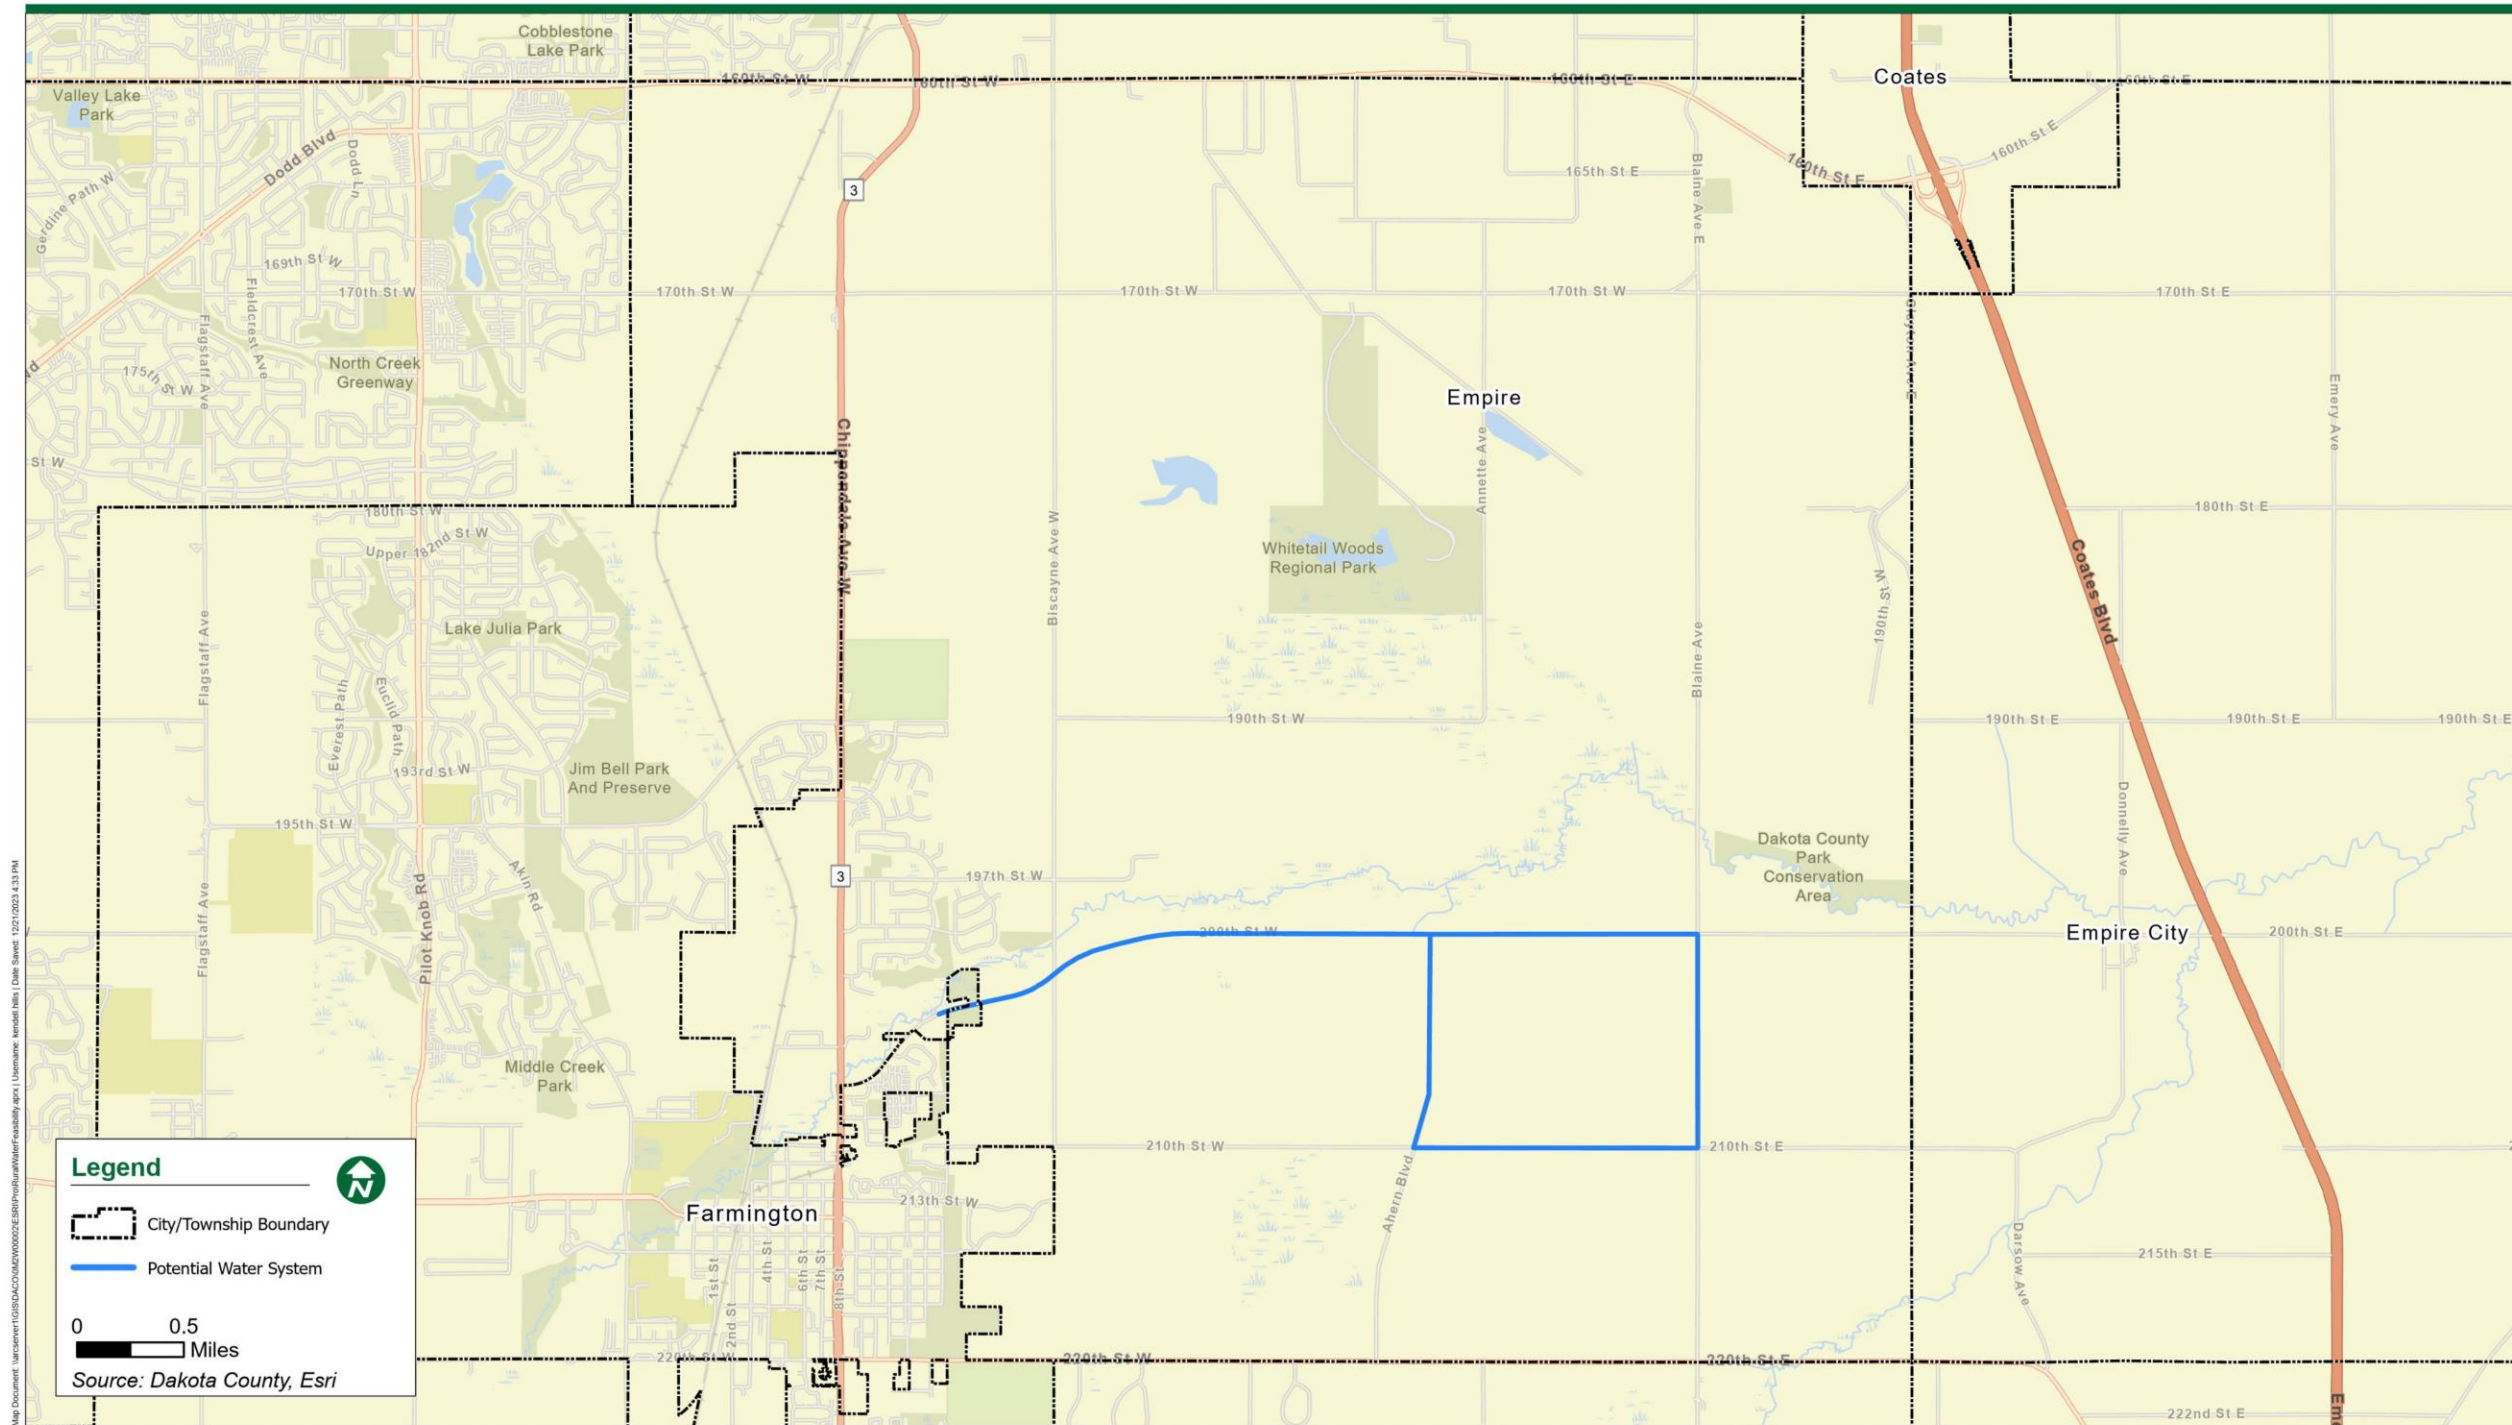 Cobblestone
Lake Park
160th St W
160th St W
160th St E
Coates
60th St E
Valley Lake
Park
Dodd Blvd
Dodd Ln
160th St E
160th St E
165th St E
Blaine Ave E
3
Gerdine Path W
169th St W
170th St W
170th St W
170th St W
170th St W
170th St E
Fieldcrest Ave
Flagstaff Ave
North Creek
Greenway
175th St W
Empire
Emery Ave
Chippendale Ave W
Annette Ave
St W
180th St W
180th St E
Upper 182nd St W
Biscayne Ave W
Whitetail Woods
Regional Park
190th St W
Coates Blvd
Flagstaff Ave
Lake Julia Park
Blaine Ave
Everest Path
Euclid Path
190th St W
190th St E
190th St E
190th St E
193rd St W
Jim Bell Park
And Preserve
Donnelly Ave
195th St W
Dakota County
Park
Conservation
Area
Akin Rd
3
197th St W
Flagstaff Ave
Pilot Knob Rd
200th St W
Empire City
200th St E
Middle Creek
Park
210th St W
210th St E
Ahern Blvd
213th St W
Farmington
1st St
2nd St
4th St
6th St
7th St
8th St
Darsow Ave
215th St E
220th St W
220th St W
220th St E
222nd St E
Legend
N
City/Township Boundary
Potential Water System
0 0.5
Miles
Source: Dakota County, Esri